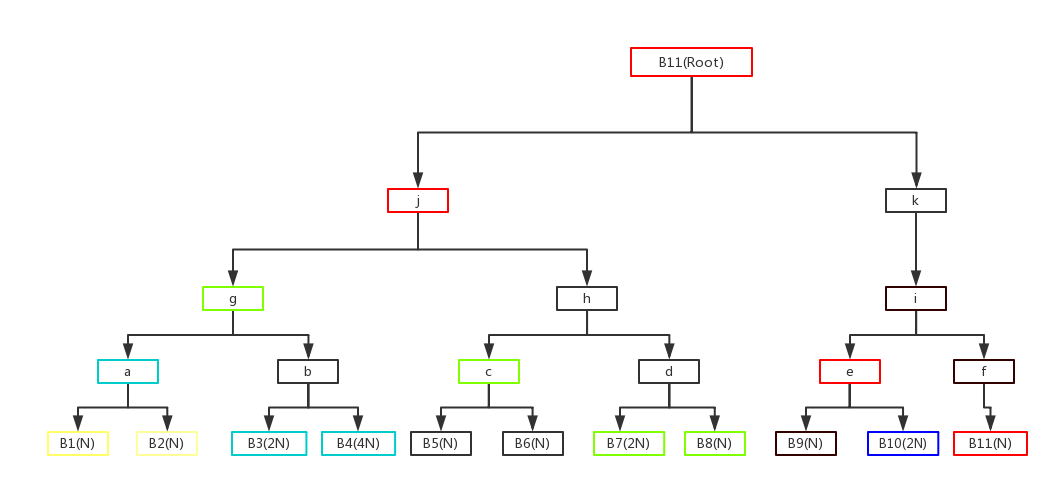 B11(Root)
j
k
g
h
i
a
b
c
d
e
f
B1(N)
B2(N)
B3(2N)
B4(4N)
B5(N)
B6(N)
B7(2N)
B8(N)
B9(N)
B10(2N)
B11(N)